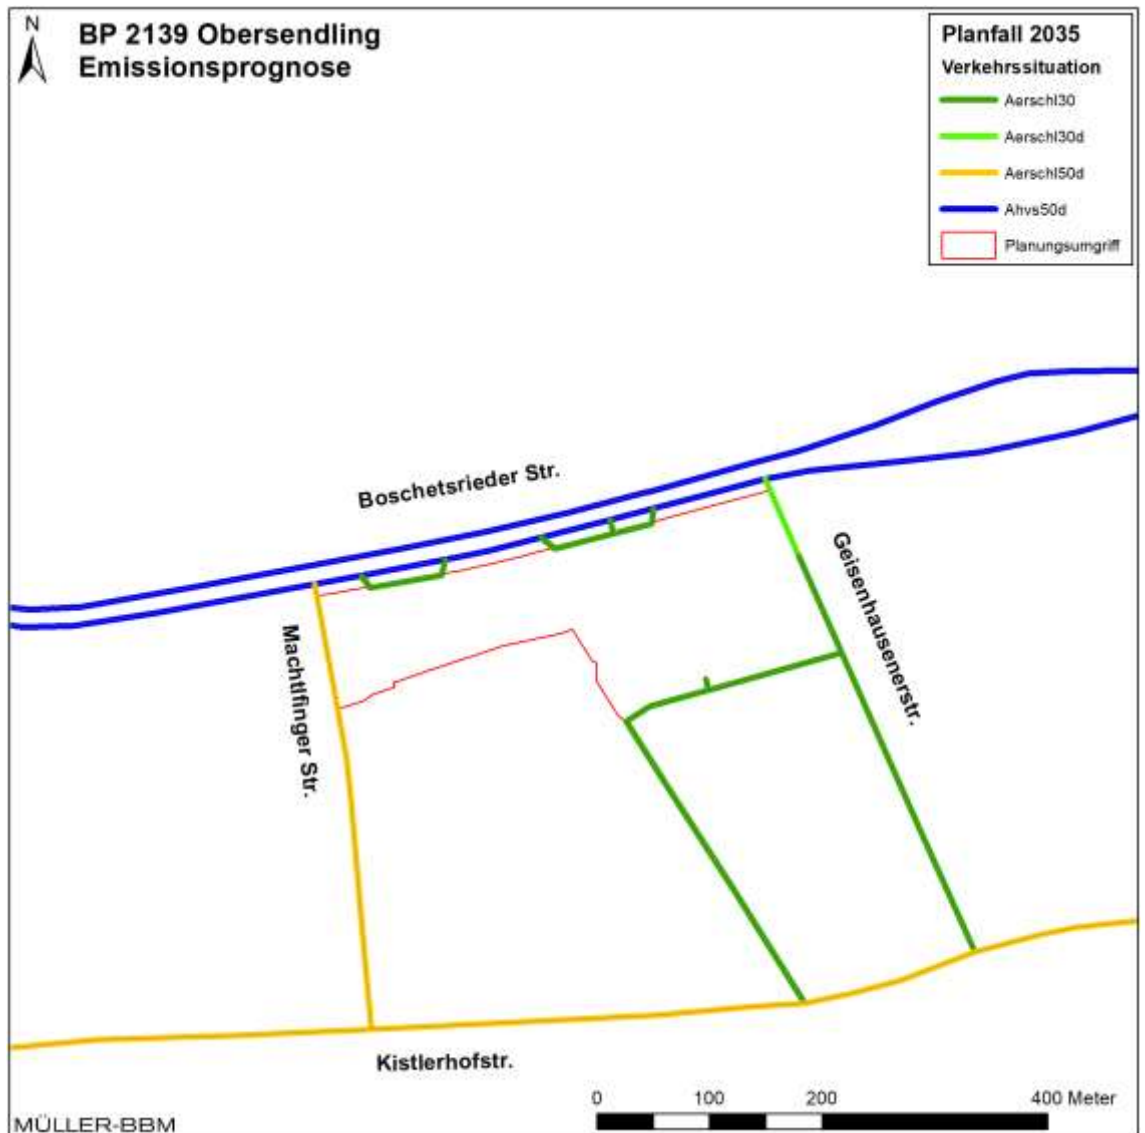 N
BP 2139 Obersendling
Emissionsprognose
Planfall 2035
Verkehrssituation
Aerschl30
Aerschl30d
Aerschl50d
Ahvs50d
Planungsumgriff
Boschetsrieder Str.
Geisenhausenerstr.
Machtlfinger Str.
Kistlerhofstr.
0 100 200 400 Meter
MÜLLER-BBM